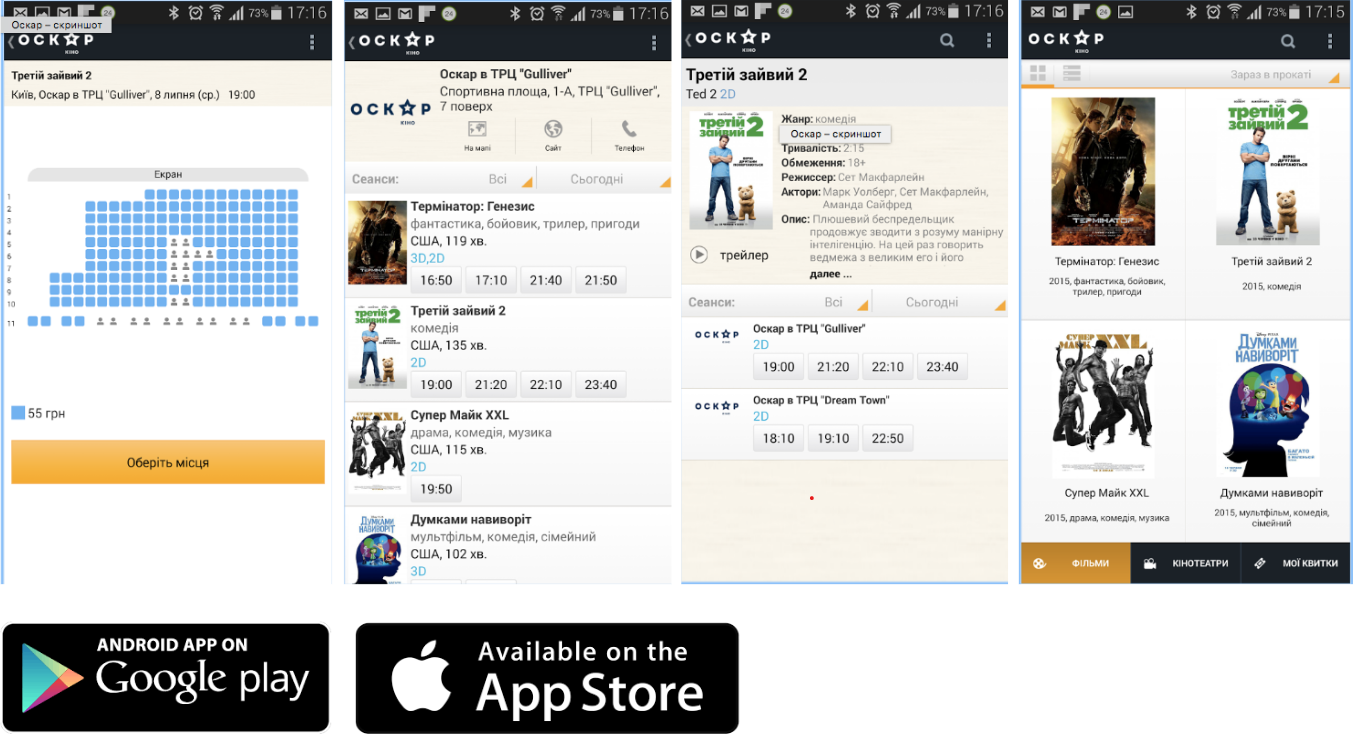 24 73% 17:16
Оскар – скриншот
ОСКАР
КІНО
Третій зайвий 2
Київ, Оскар в ТРЦ "Gulliver", 8 липня (ср.) 19:00
Екран
1
2
3
4
5
6
7
8
9
10
11
55 грн
Оберіть місця
24 73% 17:16
ОСКАР
КІНО
Оскар в ТРЦ "Gulliver"
Спортивна площа, 1-А, ТРЦ "Gulliver",
7 поверх
ОСКАР
КІНО
На мапі Сайт Телефон
Сеанси: Всі Сьогодні
Термінатор: Генезис
фантастика, бойовик, трилер, пригоди
США, 119 хв.
3D,2D
16:50 17:10 21:40 21:50
ТЕРМІНАТОР
Третій зайвий 2
комедія
США, 135 хв.
2D
19:00 21:20 22:10 23:40
третій зайвий 2
Супер Майк XXL
драма, комедія, музика
США, 115 хв.
2D
19:50
Думками навиворіт
мультфільм, комедія, сімейний
США, 102 хв.
3D
ДУМКАМИ НАВИВОРІТ
24 73% 17:16
ОСКАР
КІНО
Третій зайвий 2
Ted 2 2D
третій зайвий 2
Жанр: комедія
Оскар – скриншот
Тривалість: 2:15
Обмеження: 18+
Режиссер: Сет Макфарлейн
Актори: Марк Уолберг, Сет Макфарлейн,
Аманда Сайфред
Опис: Плюшевий беспредельщик
продовжує зводити з розуму манірну
інтелігенцію. На цей раз говорить
ведмежа з великим его і його
далее ...
трейлер
Сеанси: Всі Сьогодні
ОСКАР
Оскар в ТРЦ "Gulliver"
2D
19:00 21:20 22:10 23:40
ОСКАР
Оскар в ТРЦ "Dream Town"
2D
18:10 19:10 22:50
24 73% 17:15
ОСКАР
КІНО
Зараз в прокаті
ТЕРМІНАТОР
Термінатор: Генезис
2015, фантастика, бойовик,
трилер, пригоди
третій зайвий 2
Третій зайвий 2
2015, комедія
СУПЕР МАЙК XXL
Супер Майк XXL
2015, драма, комедія, музика
ДУМКАМИ НАВИВОРІТ
Думками навиворіт
2015, мультфільм, комедія,
сімейний
ФІЛЬМИ КІНОТЕАТРИ МОЇ КВИТКИ
ANDROID APP ON
Google play
Available on the
App Store